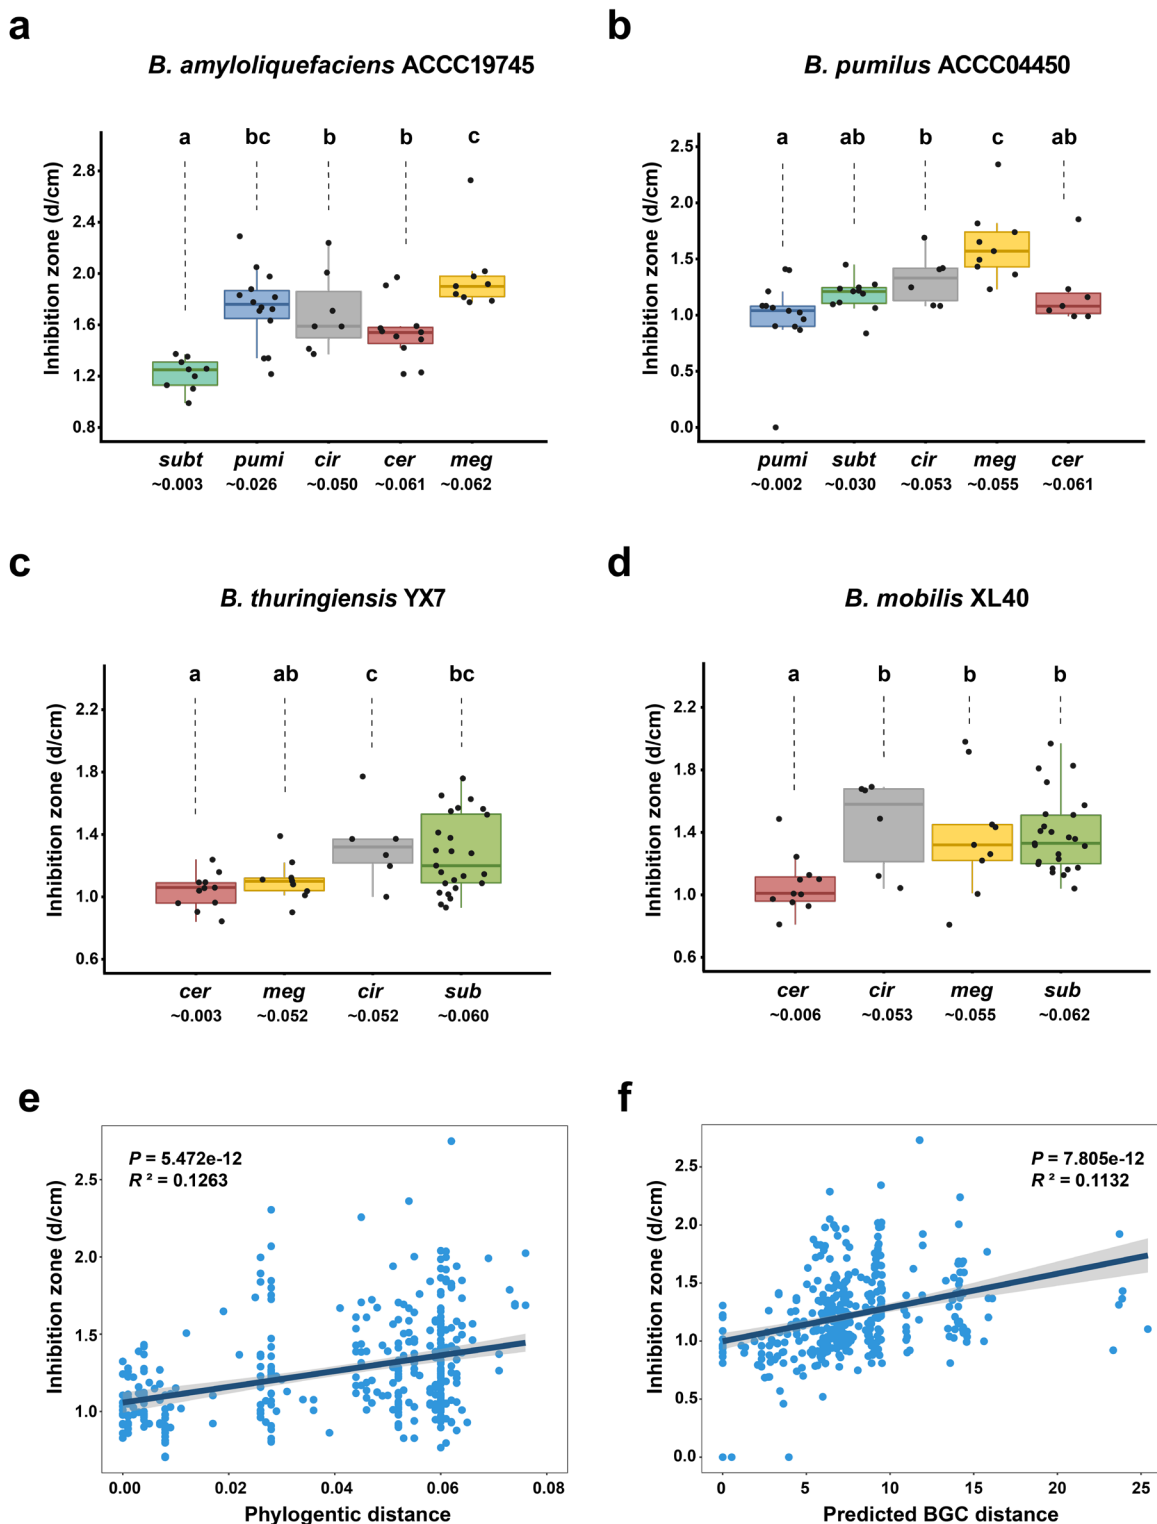 a
B. amyloliquefaciens ACCC19745
a bc b b c
Inhibition zone (d/cm)
2.8
2.4
2.0
1.6
1.2
0.8
subt pumi cir cer meg
~0.003 ~0.026 ~0.050 ~0.061 ~0.062
b
B. pumilus ACCC04450
a ab b c ab
Inhibition zone (d/cm)
2.5
2.0
1.5
1.0
0.5
0.0
pumi subt cir meg cer
~0.002 ~0.030 ~0.053 ~0.055 ~0.061
c
B. thuringiensis YX7
a ab c bc
Inhibition zone (d/cm)
2.2
1.8
1.4
1.0
0.6
cer meg cir sub
~0.003 ~0.052 ~0.052 ~0.060
d
B. mobilis XL40
a b b b
Inhibition zone (d/cm)
2.2
1.8
1.4
1.0
0.6
cer cir meg sub
~0.006 ~0.053 ~0.055 ~0.062
e
P = 5.472e-12
R ² = 0.1263
Inhibition zone (d/cm)
2.5
2.0
1.5
1.0
0.00 0.02 0.04 0.06 0.08
Phylogentic distance
f
P = 7.805e-12
R ² = 0.1132
Inhibition zone (d/cm)
2.5
2.0
1.5
1.0
0.5
0.0
0 5 10 15 20 25
Predicted BGC distance